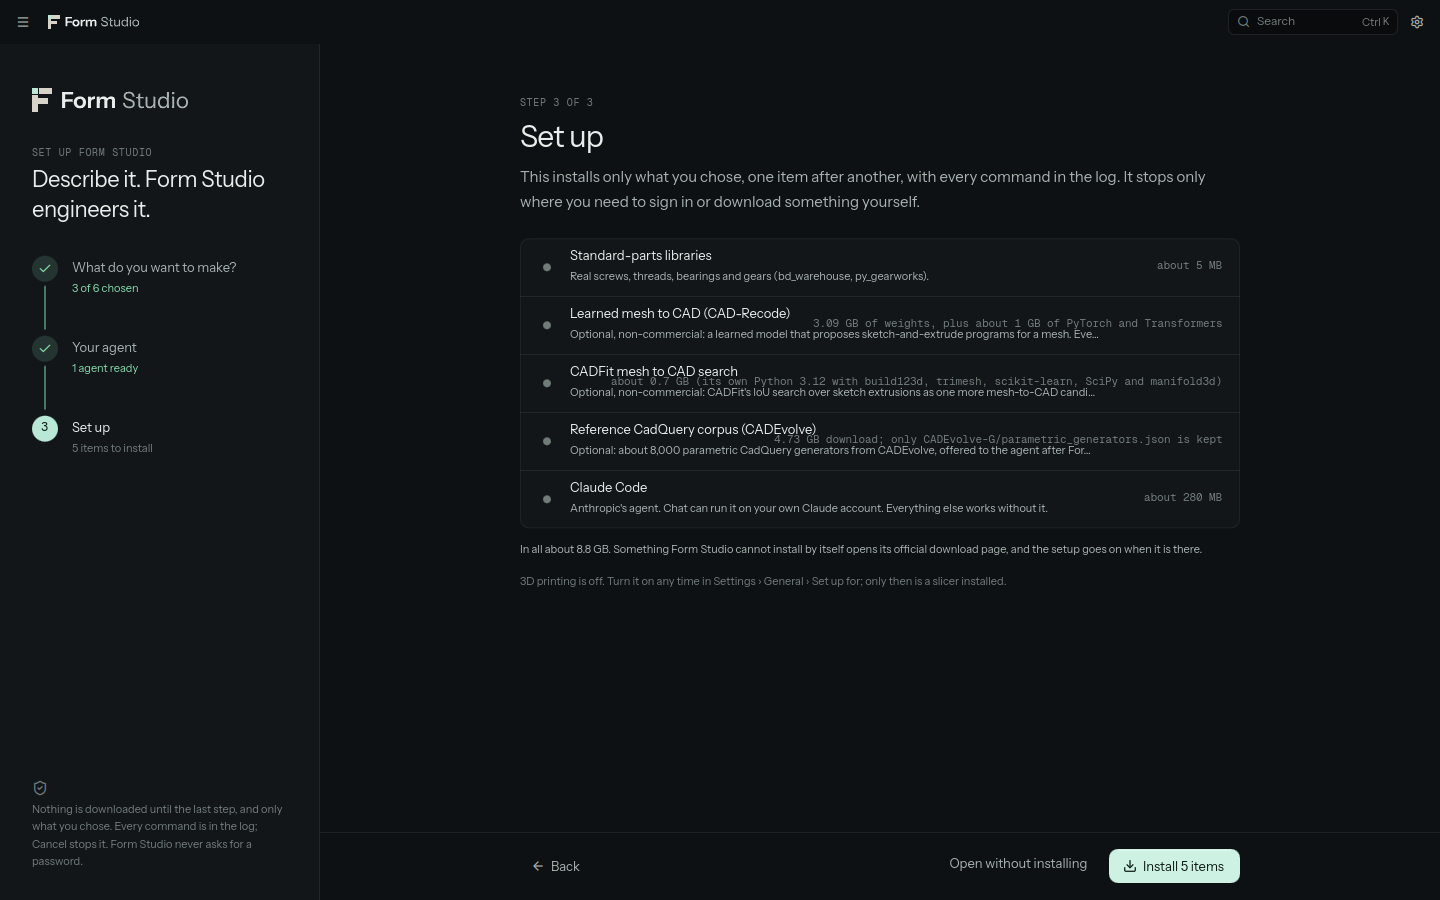 Form Studio
Search Ctrl K
Form Studio
SET UP FORM STUDIO
Describe it. Form Studio
engineers it.
What do you want to make?
3 of 6 chosen
Your agent
1 agent ready
3
Set up
5 items to install
Nothing is downloaded until the last step, and only
what you chose. Every command is in the log;
Cancel stops it. Form Studio never asks for a
password.
STEP 3 OF 3
Set up
This installs only what you chose, one item after another, with every command in the log. It stops only
where you need to sign in or download something yourself.
Standard-parts libraries
Real screws, threads, bearings and gears (bd_warehouse, py_gearworks).
about 5 MB
Learned mesh to CAD (CAD-Recode)
3.09 GB of weights, plus about 1 GB of PyTorch and Transformers
Optional, non-commercial: a learned model that proposes sketch-and-extrude programs for a mesh. Eve...
CADFit mesh to CAD search
about 0.7 GB (its own Python 3.12 with build123d, trimesh, scikit-learn, SciPy and manifold3d)
Optional, non-commercial: CADFit's IoU search over sketch extrusions as one more mesh-to-CAD candi...
Reference CadQuery corpus (CADEvolve)
4.73 GB download; only CADEvolve-G/parametric_generators.json is kept
Optional: about 8,000 parametric CadQuery generators from CADEvolve, offered to the agent after For...
Claude Code
Anthropic's agent. Chat can run it on your own Claude account. Everything else works without it.
about 280 MB
In all about 8.8 GB. Something Form Studio cannot install by itself opens its official download page, and the setup goes on when it is there.
3D printing is off. Turn it on any time in Settings › General › Set up for; only then is a slicer installed.
Back
Open without installing
Install 5 items